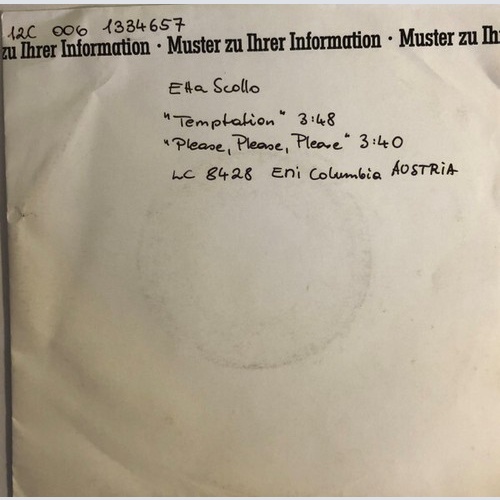 12C 006 1334657
zu Ihrer Information · Muster zu Ihrer Information · Muster zu Ih
Etta Scollo
"Temptation" 3:48
"Please, Please, Please" 3:40
LC 8428 Emi Columbia AOSTRIA